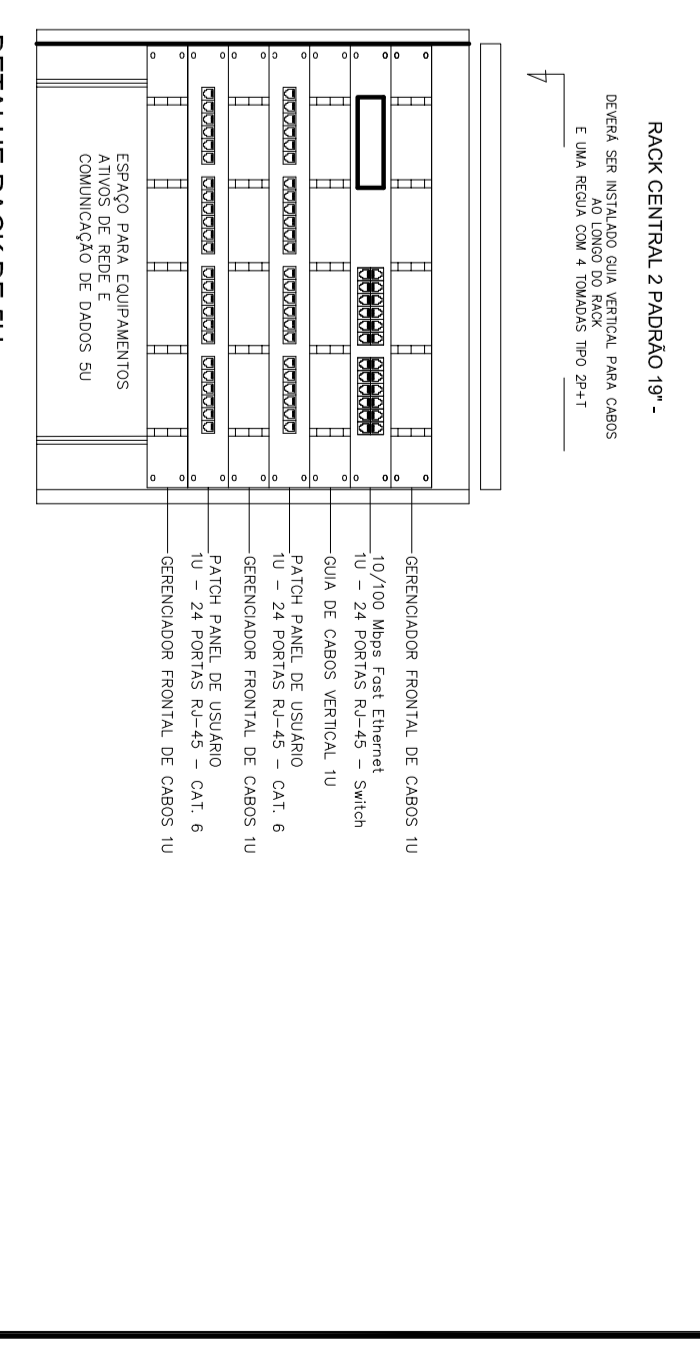 RACK CENTRAL 2 PADRÃO 19" -
DEVERÁ SER INSTALADO GUIA VERTICAL PARA CABOS
AO LONGO DO RACK
E UMA REGUA COM 4 TOMADAS TIPO 2P+T
GERENCIADOR FRONTAL DE CABOS 1U
10/100 Mbps Fast Ethernet
1U - 24 PORTAS RJ-45 - Switch
GUIA DE CABOS VERTICAL 1U
PATCH PANEL DE USUÁRIO
1U - 24 PORTAS RJ-45 - CAT. 6
GERENCIADOR FRONTAL DE CABOS 1U
PATCH PANEL DE USUÁRIO
1U - 24 PORTAS RJ-45 - CAT. 6
GERENCIADOR FRONTAL DE CABOS 1U
ESPAÇO PARA EQUIPAMENTOS
ATIVOS DE REDE E
COMUNICAÇÃO DE DADOS 5U